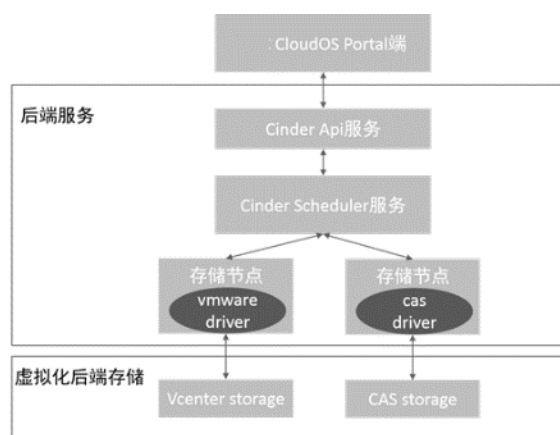 CloudOS Portal端
后端服务
Cinder Api服务
Cinder Scheduler服务
存储节点
vmware
driver
存储节点
cas
driver
虚拟化后端存储
Vcenter storage
CAS storage